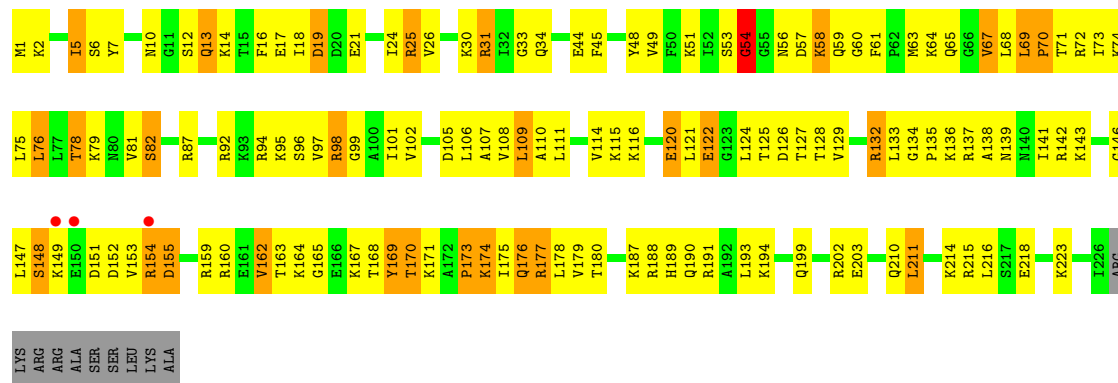 M1 K2 I5 S6 Y7 N10 G11 S12 Q13 K14 T15 F16 E17 I18 D19 D20 E21 I24 R25 V26 K30 R31 I32 G33 Q34 E44 F45 Y48 V49 F50 K51 I52 S53 G54 G55 N56 D57 K58 Q59 G60 F61 P62 M63 K64 Q65 G66 V67 L68 L69 P70 T71 R72 I73 K74
L75 L76 L77 T78 K79 N80 V81 S82 R87 R92 K93 R94 K95 S96 V97 R98 G99 A100 I101 V102 D105 L106 A107 V108 L109 A110 L111 V114 K115 K116 E120 L121 E122 G123 L124 T125 D126 T127 T128 V129 R132 L133 G134 P135 K136 R137 A138 N139 N140 I141 R142 K143
L147 S148 K149 E150 D151 D152 V153 R154 D155 R159 R160 E161 V162 T163 K164 G165 E166 K167 T168 Y169 T170 K171 A172 P173 K174 I175 Q176 R177 L178 V179 T180 K187 R188 H189 Q190 R191 A192 L193 K194 Q199 R202 E203 Q210 L211 K214 R215 L216 S217 E218 K223 I226 ARG
LYS ARG ARG ALA SER SER LEU LYS ALA